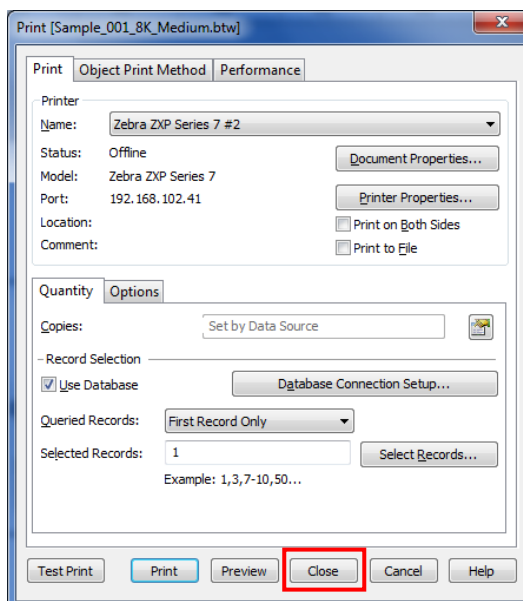 Print [Sample_001_8K_Medium.btw]
Print Object Print Method Performance
Printer
Name: Zebra ZXP Series 7 #2
Status: Offline Document Properties...
Model: Zebra ZXP Series 7
Port: 192.168.102.41 Printer Properties...
Location: Print on Both Sides
Comment: Print to File
Quantity Options
Copies: Set by Data Source
Record Selection
Use Database Database Connection Setup...
Queried Records: First Record Only
Selected Records: 1 Select Records...
Example: 1,3,7-10,50...
Test Print Print Preview Close Cancel Help